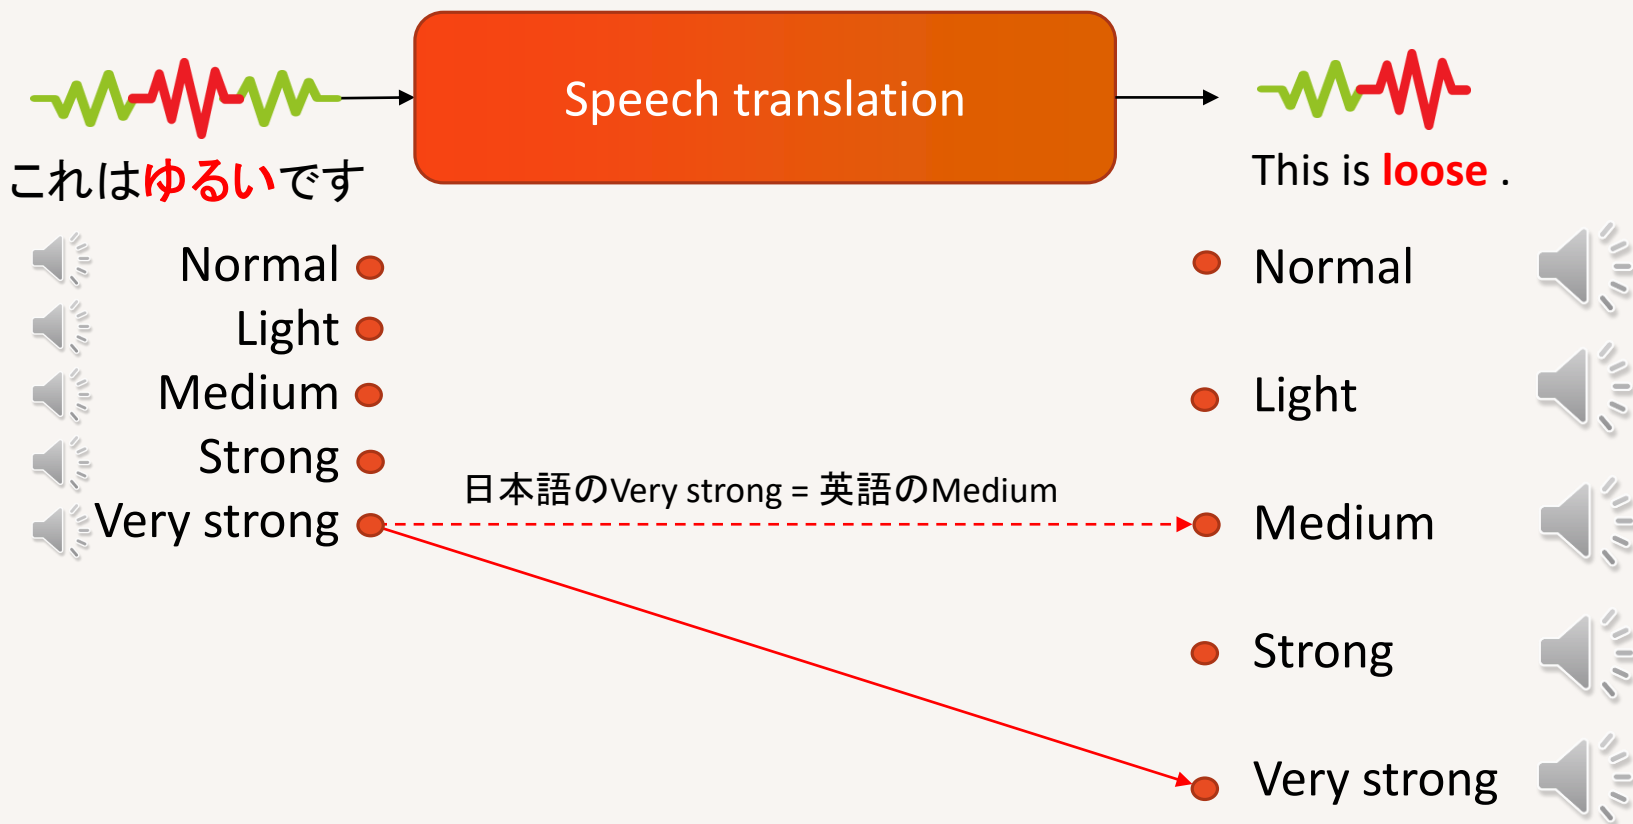 Speech translation
これはゆるいです
This is loose .
Normal
Light
Medium
Strong
Very strong
日本語のVery strong = 英語のMedium
Normal
Light
Medium
Strong
Very strong